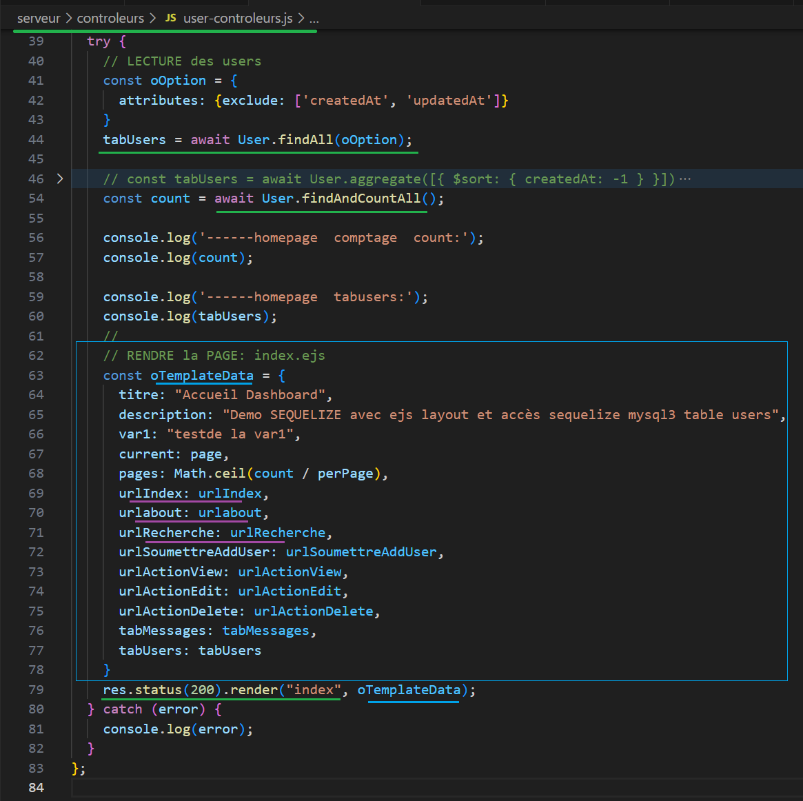 serveur > controleurs > JS user-controleurs.js > ...
39 try {
40 // LECTURE des users
41 const oOption = {
42 attributes: {exclude: ['createdAt', 'updatedAt']}
43 }
44 tabUsers = await User.findAll(oOption);
45
46 > // const tabUsers = await User.aggregate([{ $sort: { createdAt: -1 } }])···
54 const count = await User.findAndCountAll();
55
56 console.log('------homepage  comptage  count:');
57 console.log(count);
58
59 console.log('------homepage  tabusers:');
60 console.log(tabUsers);
61 //
62 // RENDRE la PAGE: index.ejs
63 const oTemplateData = {
64 titre: "Accueil Dashboard",
65 description: "Demo SEQUELIZE avec ejs layout et accès sequelize mysql3 table users",
66 var1: "testde la var1",
67 current: page,
68 pages: Math.ceil(count / perPage),
69 urlIndex: urlIndex,
70 urlabout: urlabout,
71 urlRecherche: urlRecherche,
72 urlSoumettreAddUser: urlSoumettreAddUser,
73 urlActionView: urlActionView,
74 urlActionEdit: urlActionEdit,
75 urlActionDelete: urlActionDelete,
76 tabMessages: tabMessages,
77 tabUsers: tabUsers
78 }
79 res.status(200).render("index", oTemplateData);
80 } catch (error) {
81 console.log(error);
82 }
83 };
84